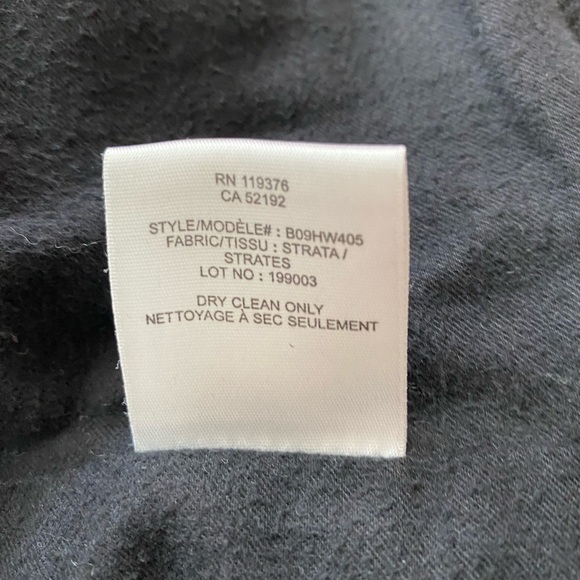 RN 119376
CA 52192
STYLE/MODÈLE# : B09HW405
FABRIC/TISSU : STRATA /
STRATES
LOT NO : 199003
DRY CLEAN ONLY
NETTOYAGE À SEC SEULEMENT